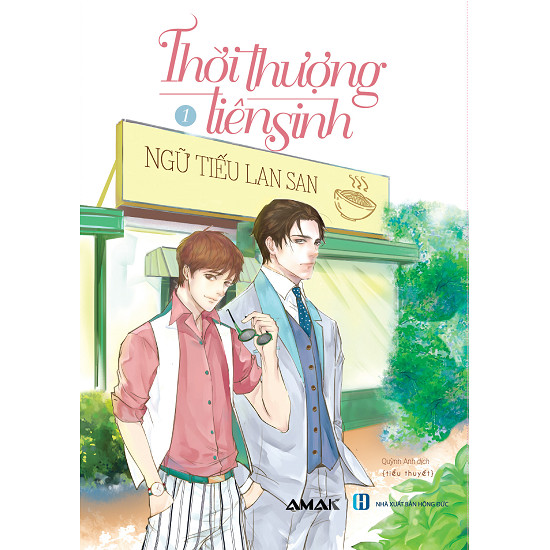 Thời thượng
1
tiên sinh
NGỮ TIẾU LAN SAN
Quỳnh Anh dịch
(tiểu thuyết)
AMAK
H
NHÀ XUẤT BẢN HỒNG ĐỨC